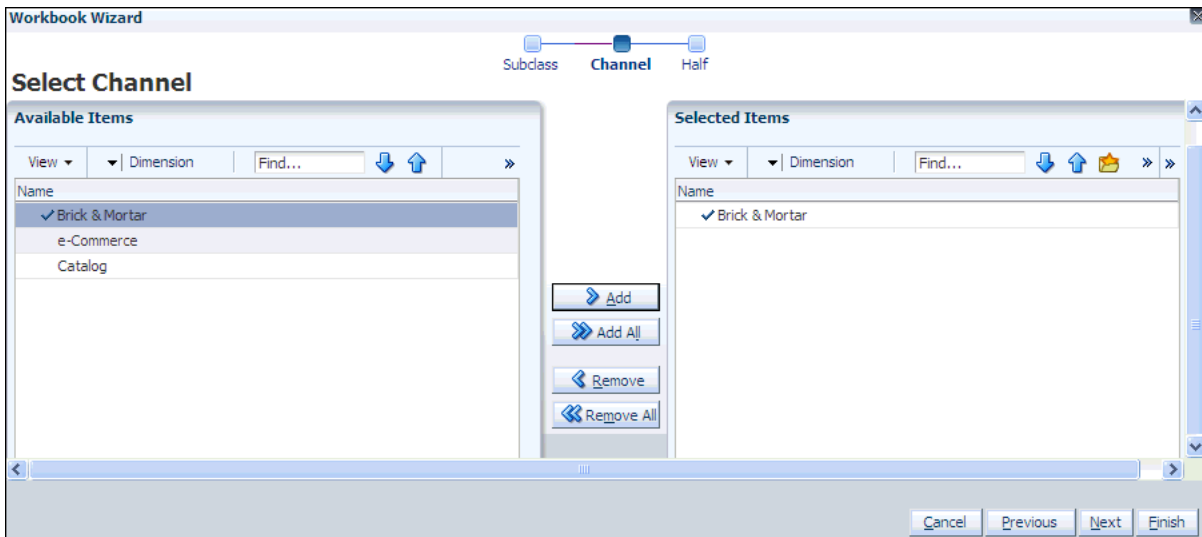 Workbook Wizard
Subclass Channel Half
Select Channel
Available Items
View Dimension Find... »
Name
Brick & Mortar
e-Commerce
Catalog
Add
Add All
Remove
Remove All
Selected Items
View Dimension Find... » »
Name
Brick & Mortar
Cancel Previous Next Finish